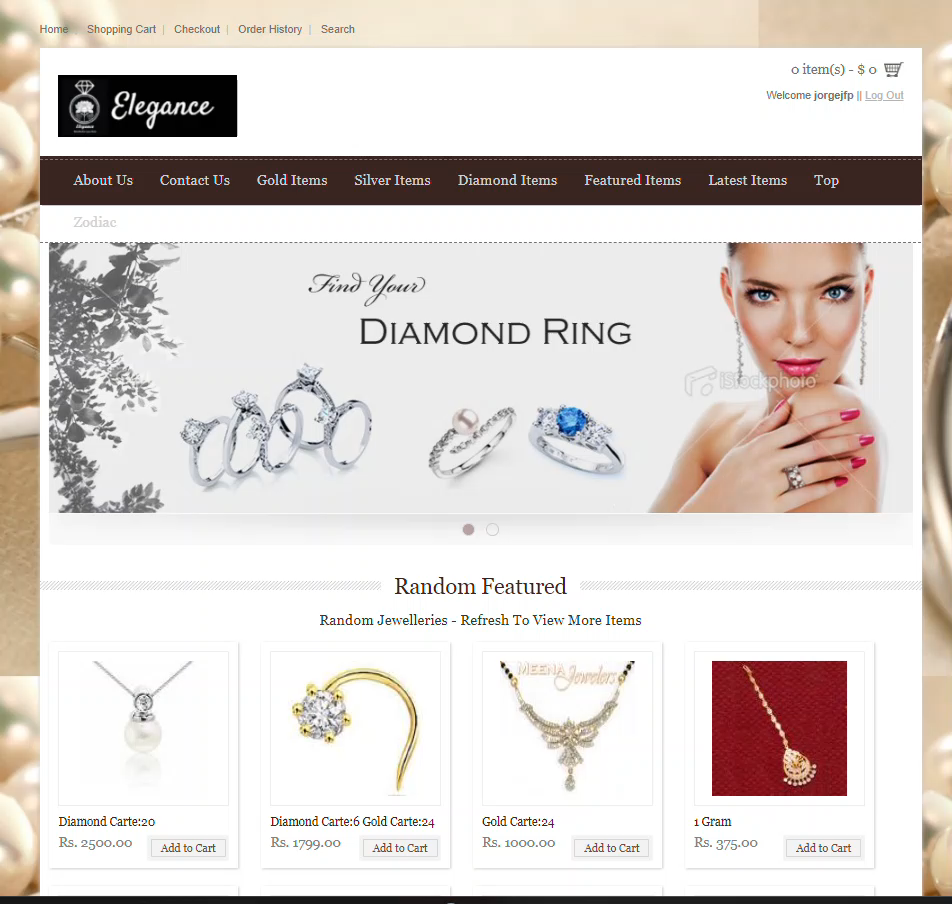 Home | Shopping Cart | Checkout | Order History | Search
0 item(s) - $ 0
Welcome jorgejfp || Log Out
Elegance
Elegance
About Us Contact Us Gold Items Silver Items Diamond Items Featured Items Latest Items Top
Zodiac
Find Your
DIAMOND RING
iStockphoto
Random Featured
Random Jewelleries - Refresh To View More Items
MEENA
Jewelers
Diamond Carte:20
Rs. 2500.00
Add to Cart
Diamond Carte:6 Gold Carte:24
Rs. 1799.00
Add to Cart
Gold Carte:24
Rs. 1000.00
Add to Cart
1 Gram
Rs. 375.00
Add to Cart